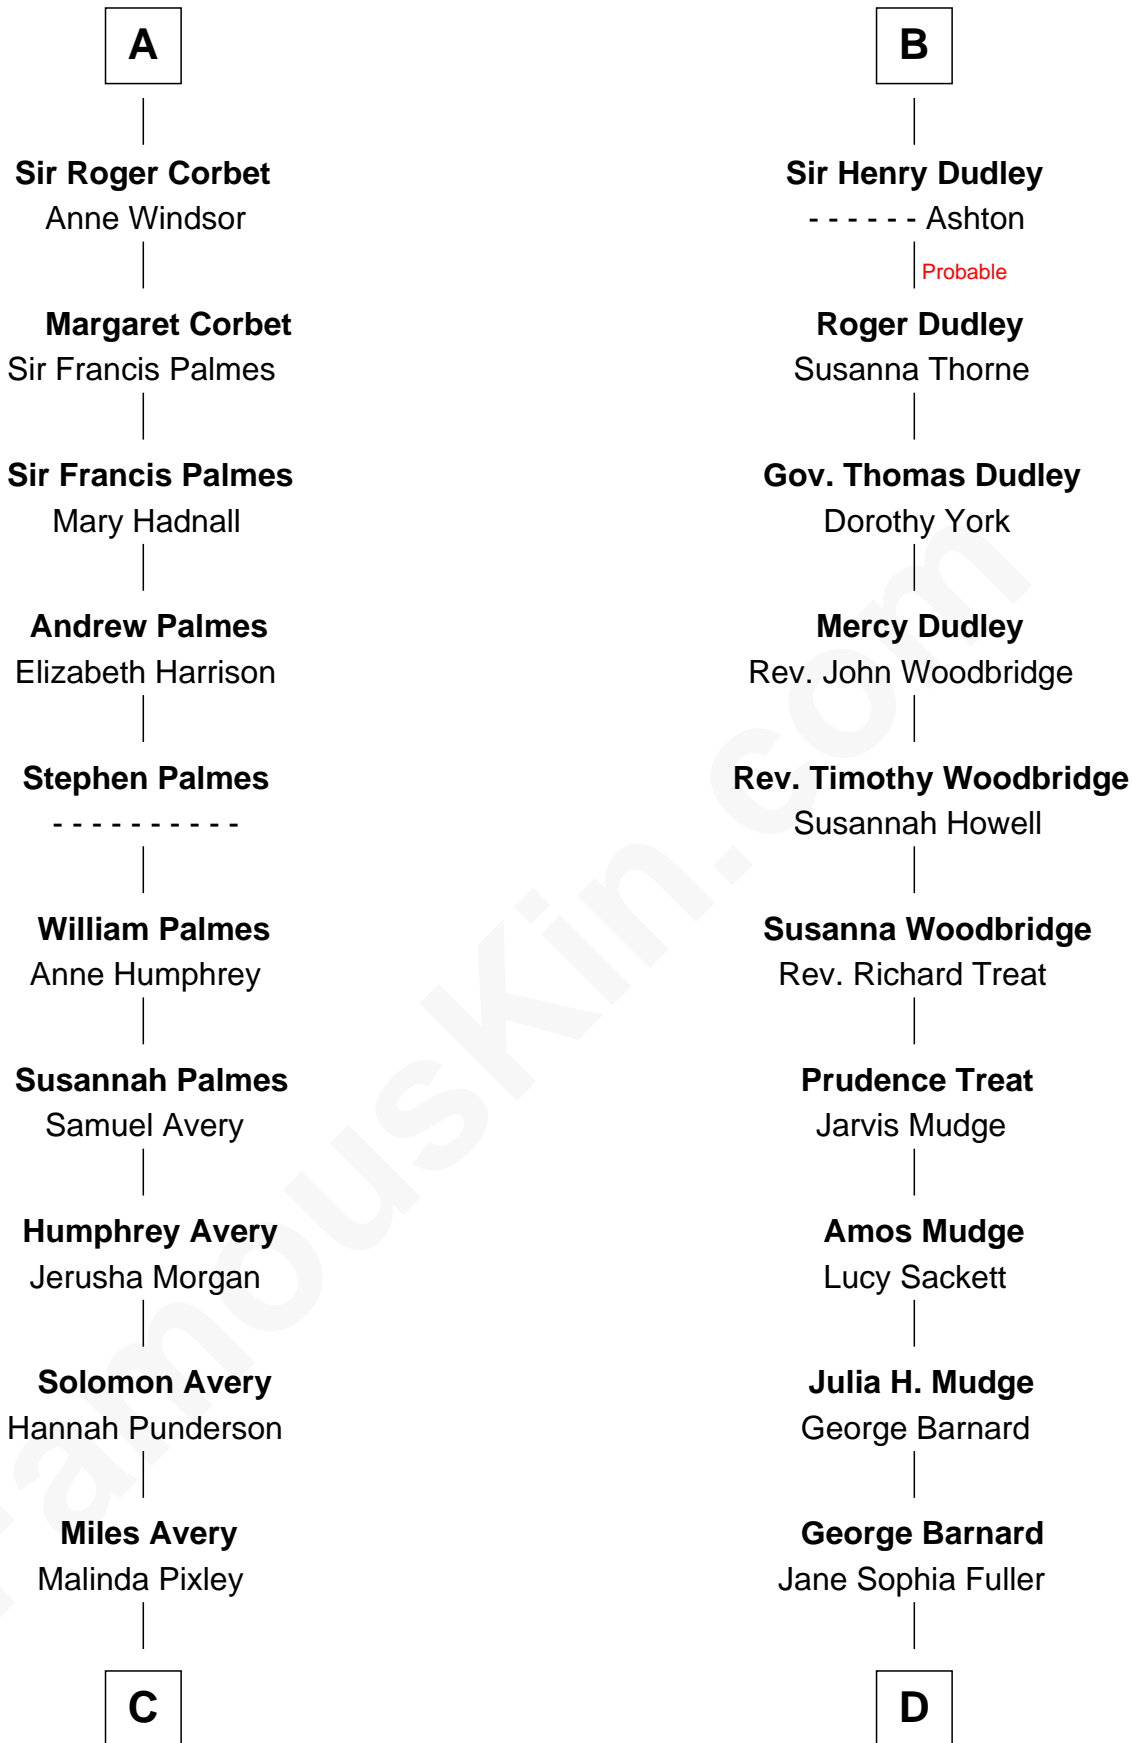 A
Sir Roger Corbet
Anne Windsor
Margaret Corbet
Sir Francis Palmes
Sir Francis Palmes
Mary Hadnall
Andrew Palmes
Elizabeth Harrison
Stephen Palmes
- - - - - - - - - -
William Palmes
Anne Humphrey
Susannah Palmes
Samuel Avery
Humphrey Avery
Jerusha Morgan
Solomon Avery
Hannah Punderson
Miles Avery
Malinda Pixley
C
B
Sir Henry Dudley
- - - - - - Ashton
Probable
Roger Dudley
Susanna Thorne
Gov. Thomas Dudley
Dorothy York
Mercy Dudley
Rev. John Woodbridge
Rev. Timothy Woodbridge
Susannah Howell
Susanna Woodbridge
Rev. Richard Treat
Prudence Treat
Jarvis Mudge
Amos Mudge
Lucy Sackett
Julia H. Mudge
George Barnard
George Barnard
Jane Sophia Fuller
D
FamousKin.com